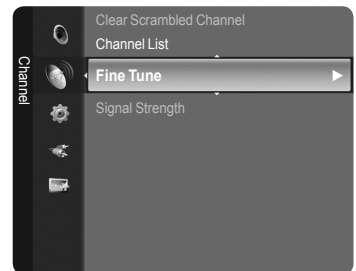 Channel
Clear Scrambled Channel
Channel List
Fine Tune
Signal Strength